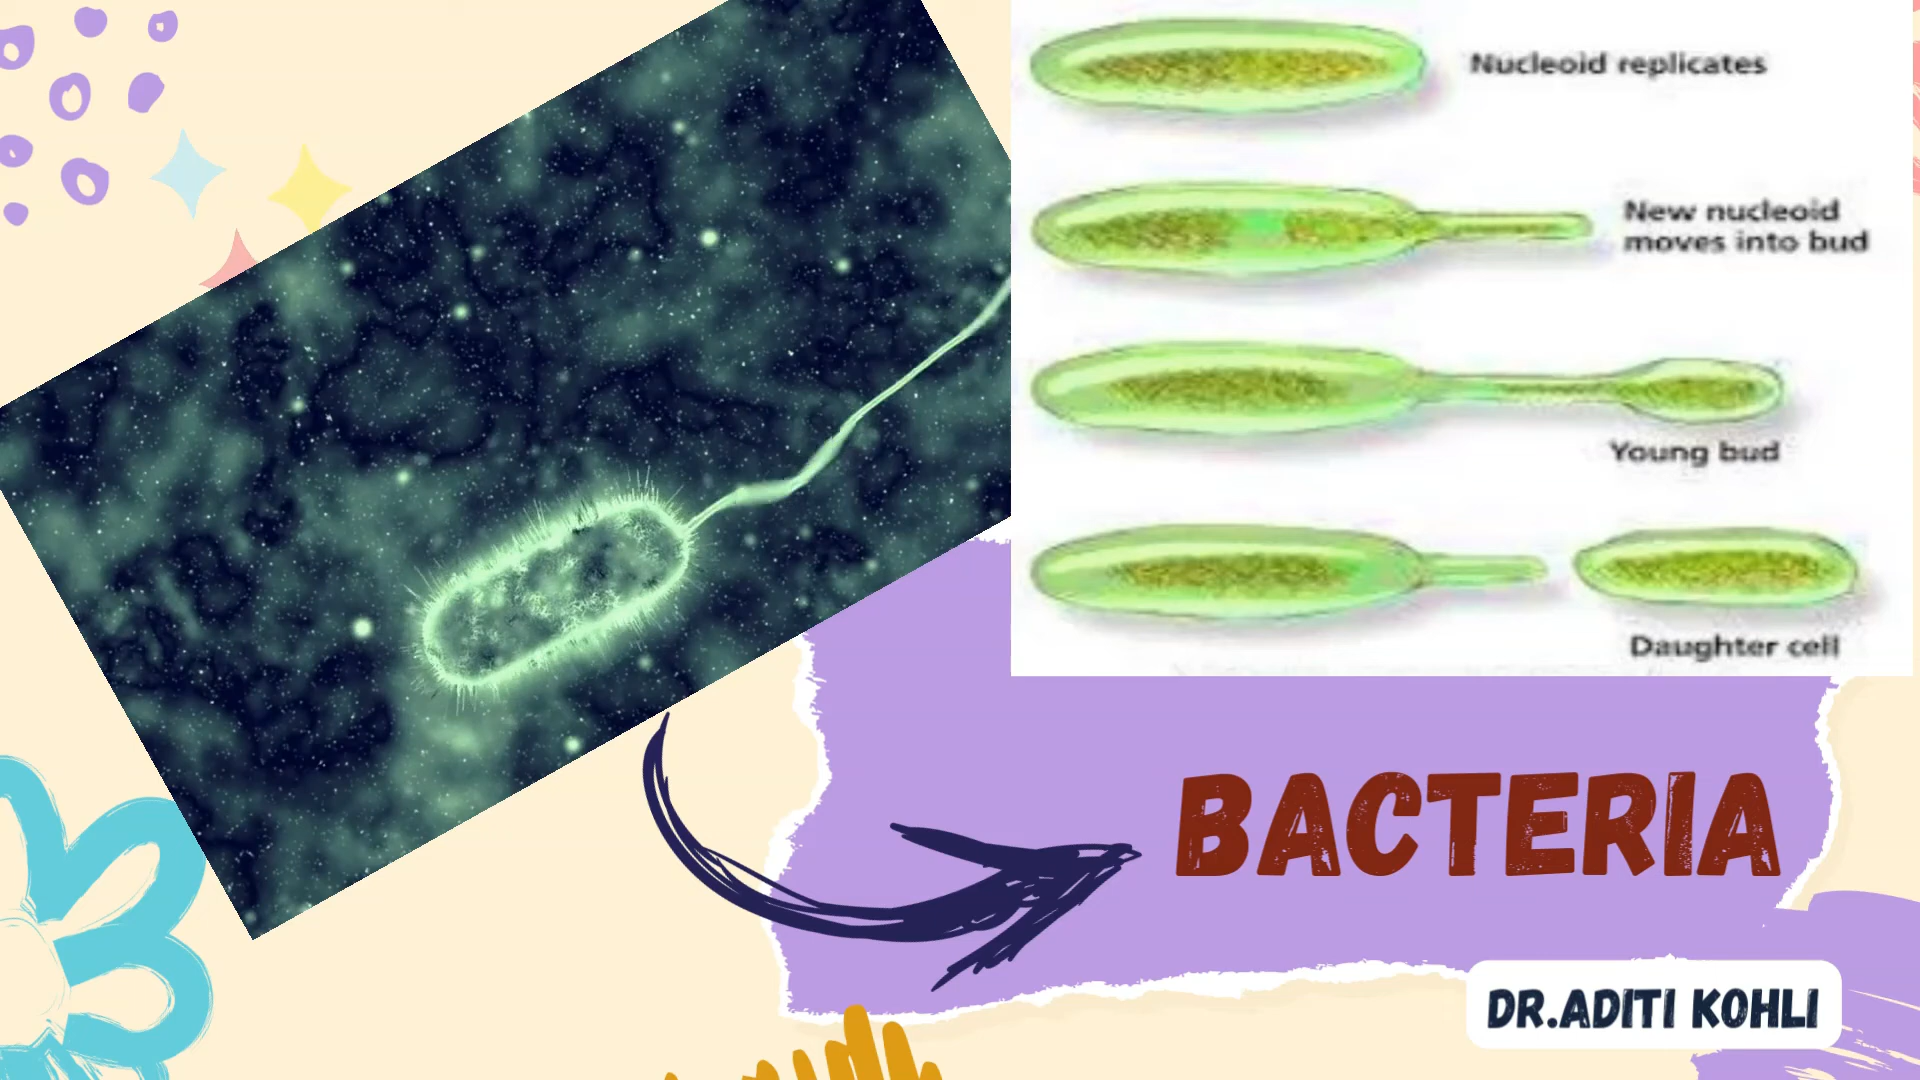 Nucleoid replicates
New nucleoid
moves into bud
Young bud
Daughter cell
BACTERIA
DR.ADITI KOHLI